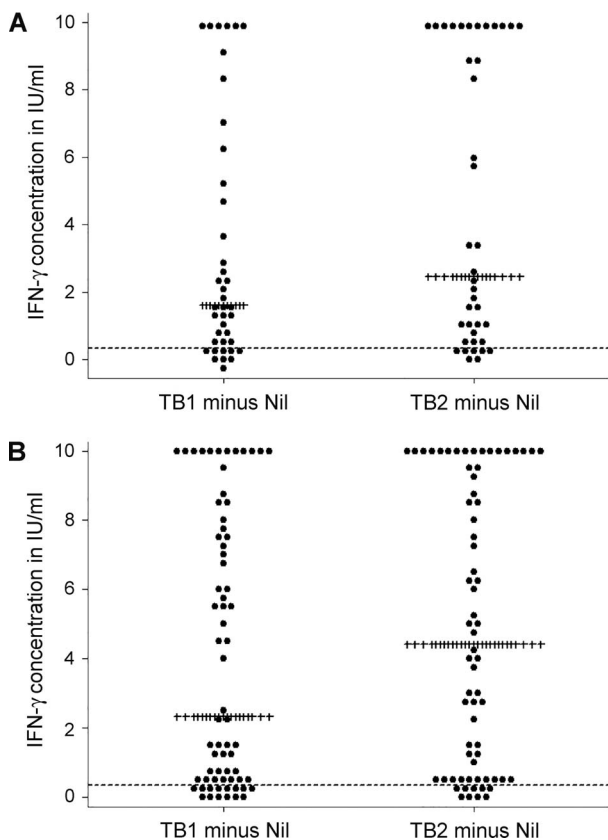 A
IFN-γ concentration in IU/ml
10
8
6
4
2
0
TB1 minus Nil
TB2 minus Nil
B
IFN-γ concentration in IU/ml
10
8
6
4
2
0
TB1 minus Nil
TB2 minus Nil